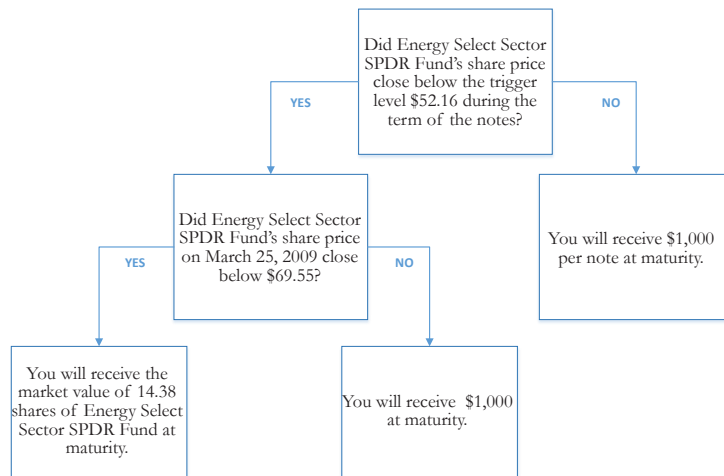 Did Energy Select Sector
SPDR Fund's share price
close below the trigger
level $52.16 during the
term of the notes?
YES
NO
Did Energy Select Sector
SPDR Fund's share price
on March 25, 2009 close
below $69.55?
You will receive $1,000
per note at maturity.
YES
NO
You will receive the
market value of 14.38
shares of Energy Select
Sector SPDR Fund at
maturity.
You will receive $1,000
at maturity.